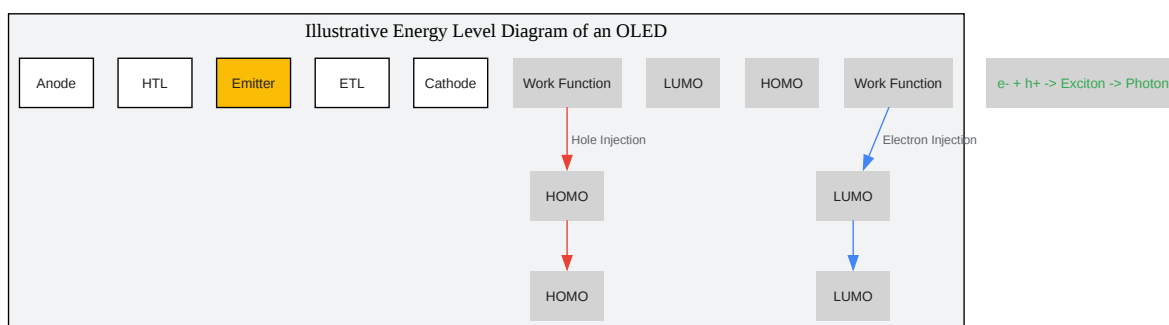 Illustrative Energy Level Diagram of an OLED
Anode
HTL
Emitter
ETL
Cathode
Work Function
LUMO
HOMO
Work Function
e- + h+ -> Exciton -> Photon
Hole Injection
Electron Injection
HOMO
LUMO
HOMO
LUMO